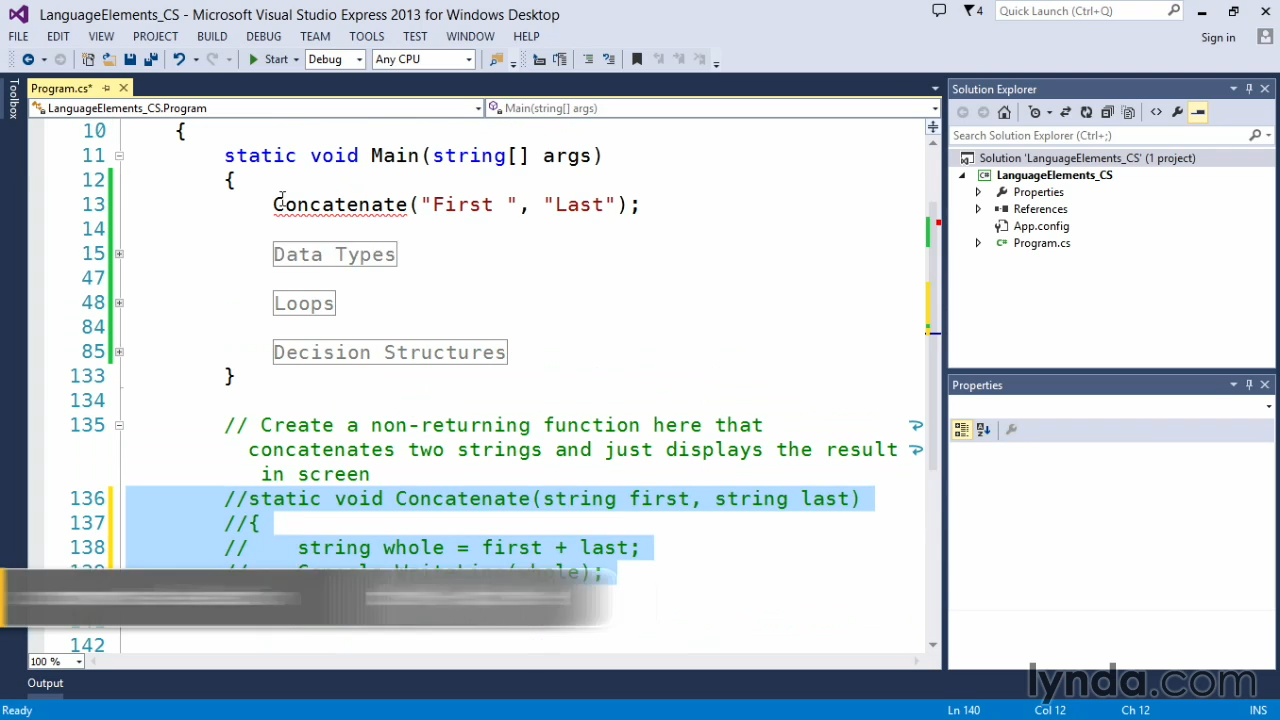 LanguageElements_CS - Microsoft Visual Studio Express 2013 for Windows Desktop
4
Quick Launch (Ctrl+Q)
FILE EDIT VIEW PROJECT BUILD DEBUG TEAM TOOLS TEST WINDOW HELP
Sign in
Start Debug Any CPU
Toolbox
Program.cs*
LanguageElements_CS.Program
Main(string[] args)
10 {
11 static void Main(string[] args)
12 {
13 Concatenate("First ", "Last");
14
15 Data Types
47
48 Loops
84
85 Decision Structures
133 }
134
135 // Create a non-returning function here that
concatenates two strings and just displays the result
in screen
136 //static void Concatenate(string first, string last)
137 //{
138 // string whole = first + last;
142
100 %
Output
Ready
Ln 140 Col 12 Ch 12 INS
Solution Explorer
Search Solution Explorer (Ctrl+;)
Solution 'LanguageElements_CS' (1 project)
LanguageElements_CS
Properties
References
App.config
Program.cs
Properties
lynda.com